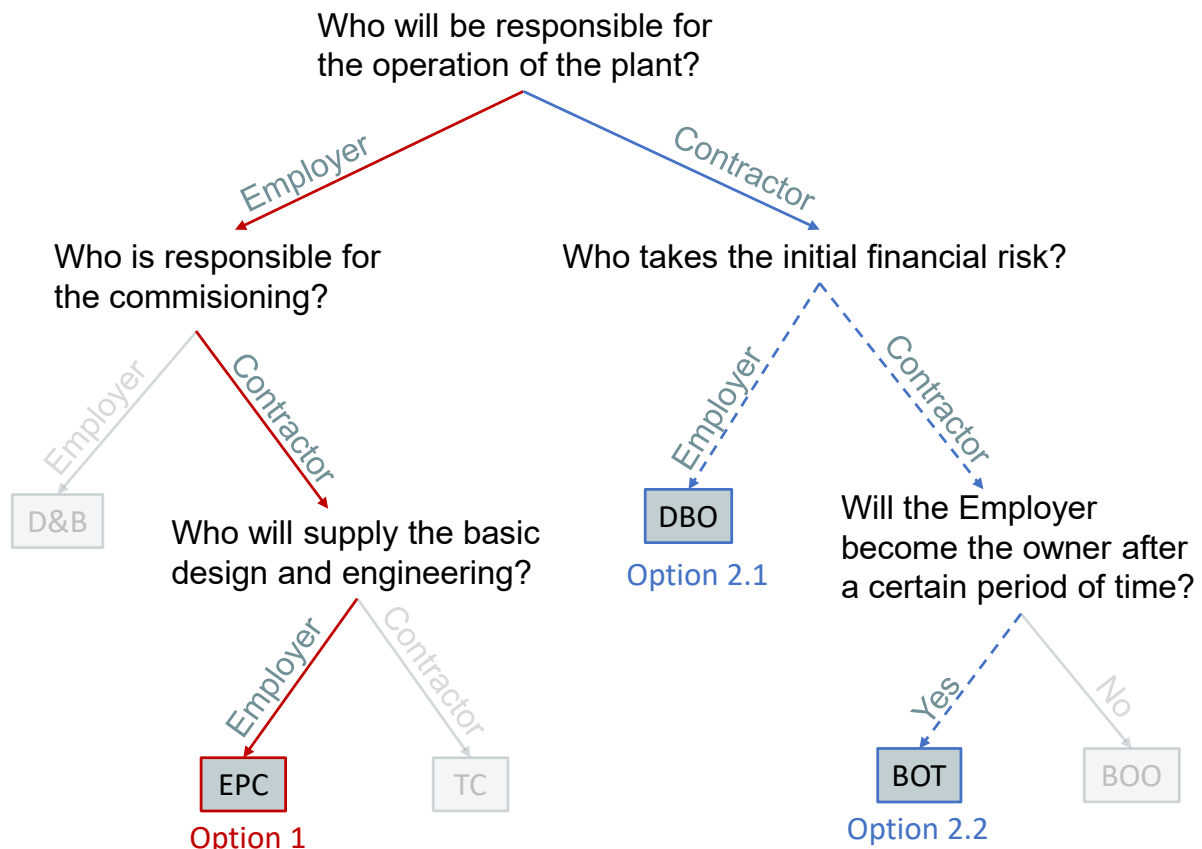 Who will be responsible for
the operation of the plant?
Employer
Contractor
Who is responsible for
the commisioning?
Who takes the initial financial risk?
Employer
Contractor
Employer
Contractor
D&B
Who will supply the basic
design and engineering?
DBO
Option 2.1
Will the Employer
become the owner after
a certain period of time?
Employer
Contractor
Yes
No
EPC
Option 1
TC
BOT
Option 2.2
BOO